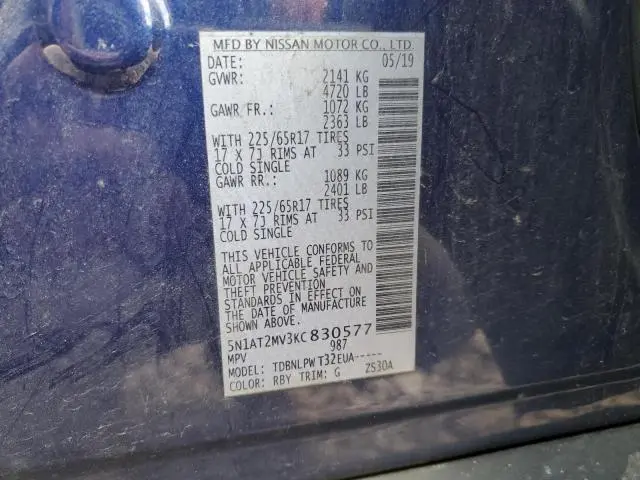 MFD BY NISSAN MOTOR CO., LTD.
DATE: 05/19
GVWR: 2141 KG
4720 LB
GAWR FR.: 1072 KG
2363 LB
WITH 225/65R17 TIRES
17 X 7J RIMS AT 33 PSI
COLD SINGLE
GAWR RR.: 1089 KG
2401 LB
WITH 225/65R17 TIRES
17 X 7J RIMS AT 33 PSI
COLD SINGLE
THIS VEHICLE CONFORMS TO
ALL APPLICABLE FEDERAL
MOTOR VEHICLE SAFETY AND
THEFT PREVENTION
STANDARDS IN EFFECT ON
THE DATE OF MANUFACTURE
SHOWN ABOVE.
5N1AT2MV3KC830577
MPV 987
MODEL: TDBNLPW T32EUA-----
COLOR: RBY TRIM: G ZS30A